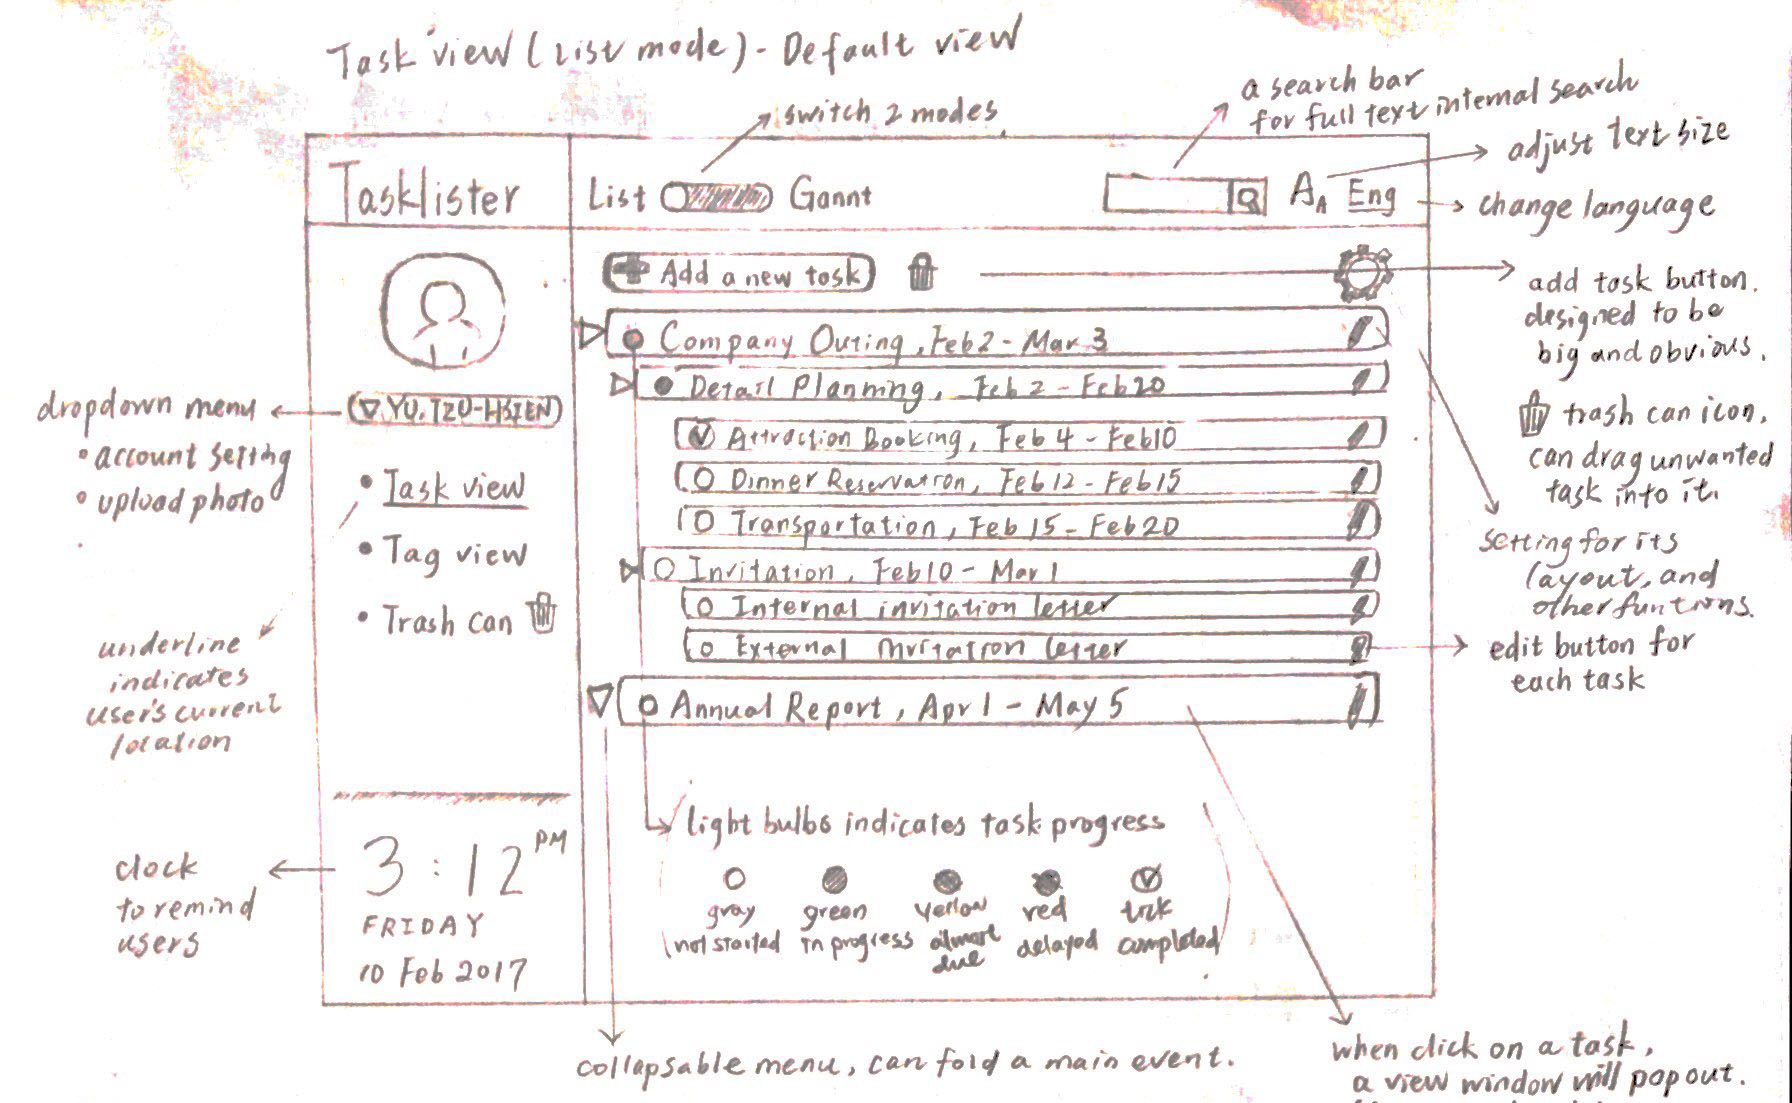 Task view (List mode) - Default view
switch 2 modes
a search bar
for full text internal search
adjust text size
change language
Tasklister
List
Gannt
AA Eng
Add a new task
add task button.
designed to be
big and obvious.
trash can icon,
can drag unwanted
task into it.
setting for its
layout, and
other funtions.
edit button for
each task
dropdown menu
• account setting
• upload photo
YU, TZU-HSIEN
• Task view
• Tag view
• Trash can
underline
indicates
user's current
location
Company Outing, Feb 2 - Mar 3
Detail Planning, Feb 2 - Feb 20
Attraction Booking, Feb 4 - Feb 10
Dinner Reservation, Feb 12 - Feb 15
Transportation, Feb 15 - Feb 20
Invitation, Feb 10 - Mar 1
Internal invitation letter
External Invitation letter
Annual Report, Apr 1 - May 5
light bulbs indicates task progress
gray
not started
green
in progress
yellow
almost
due
red
delayed
tick
completed
3:12 PM
FRIDAY
10 Feb 2017
clock
to remind
users
collapsable menu, can fold a main event.
when click on a task,
a view window will pop out.